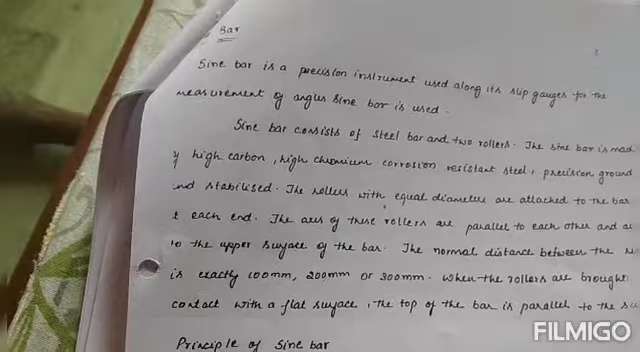 Bar
Sine bar is a precision instrument used along its slip gauges for the
measurement of angles sine bar is used.
Sine bar consists of steel bar and two rollers. The sine bar is mad
y high carbon, high chromium corrosion resistant steel, precision ground
nd stabilised. The rollers with equal diameters are attached to the bar
t each end. The axes of these rollers are parallel to each other and a
to the upper surface of the bar. The normal distance between the
is exactly 100mm, 200mm or 300mm. when the rollers are brought
contact with a flat surface, the top of the bar is parallel to the su
Principle of Sine bar
FILMIGO